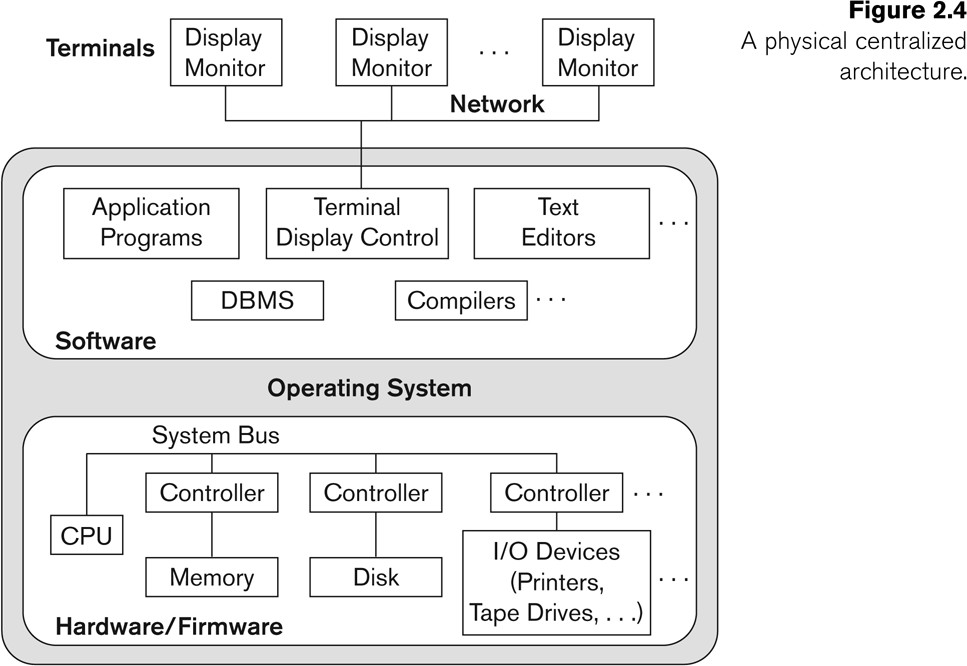 Figure 2.4
A physical centralized
architecture.
Terminals
Display
Monitor
Display
Monitor
. . .
Display
Monitor
Network
Application
Programs
Terminal
Display Control
Text
Editors
. . .
DBMS
Compilers
. . .
Software
Operating System
System Bus
Controller
Controller
Controller
. . .
CPU
Memory
Disk
I/O Devices
(Printers,
Tape Drives, . . .)
. . .
Hardware/Firmware